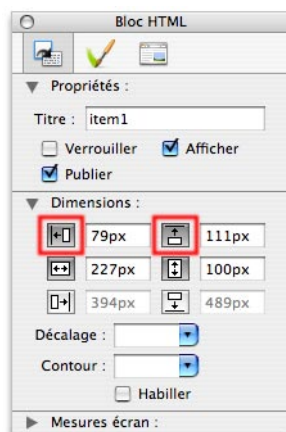 Bloc HTML
Propriétés :
Titre : item1
Verrouiller Afficher
Publier
Dimensions :
79px 111px
227px 100px
394px 489px
Décalage :
Contour :
Habiller
Mesures écran :